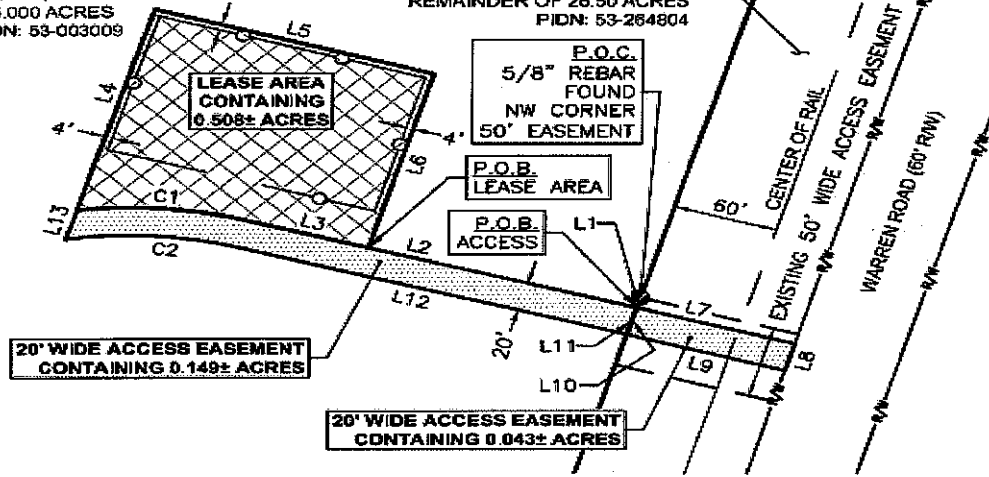 .000 ACRES
N: 53-003009
REMAINDER OF 26.50 ACRES
PIDN: 53-264804
L5
L4
4'
LEASE AREA
CONTAINING
0.508± ACRES
4'
L6
P.O.C.
5/8" REBAR
FOUND
NW CORNER
50' EASEMENT
P.O.B.
LEASE AREA
P.O.B.
ACCESS
L1
60'
CENTER OF RAIL
EXISTING 50' WIDE ACCESS EASEMENT
WARREN ROAD (60' R/W)
R/W
R/W
R/W
R/W
R/W
R/W
R/W
L13
C1
C2
L3
L2
L12
20'
L7
L8
L9
L11
L10
20' WIDE ACCESS EASEMENT
CONTAINING 0.149± ACRES
20' WIDE ACCESS EASEMENT
CONTAINING 0.043± ACRES